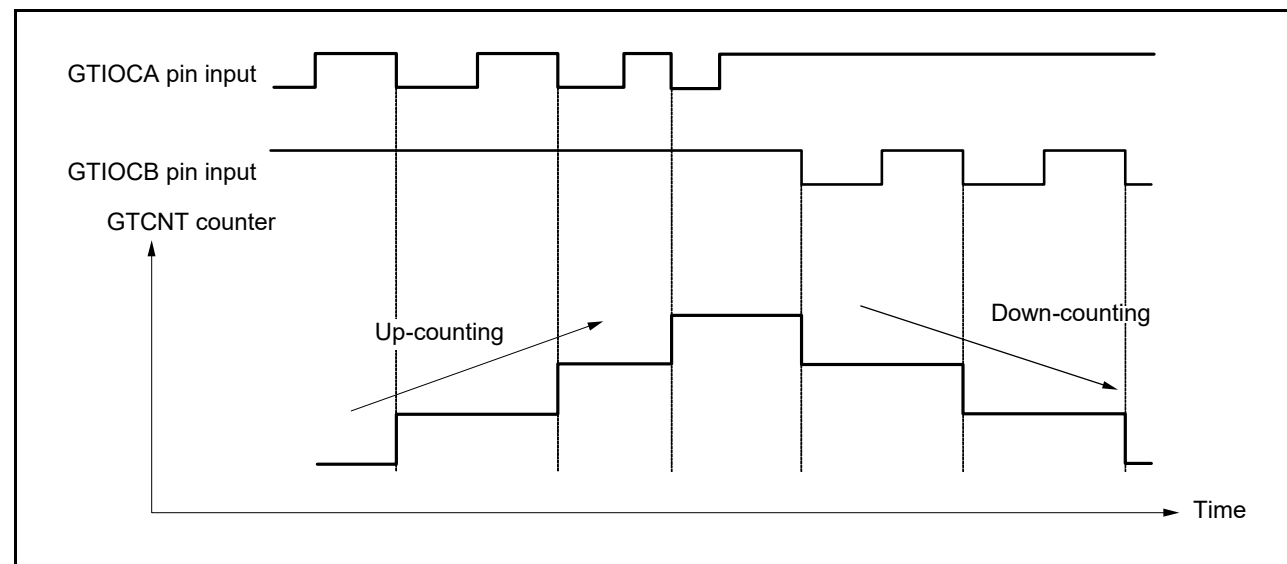 GTIOCA pin input
GTIOCB pin input
GTCNT counter
Up-counting
Down-counting
Time